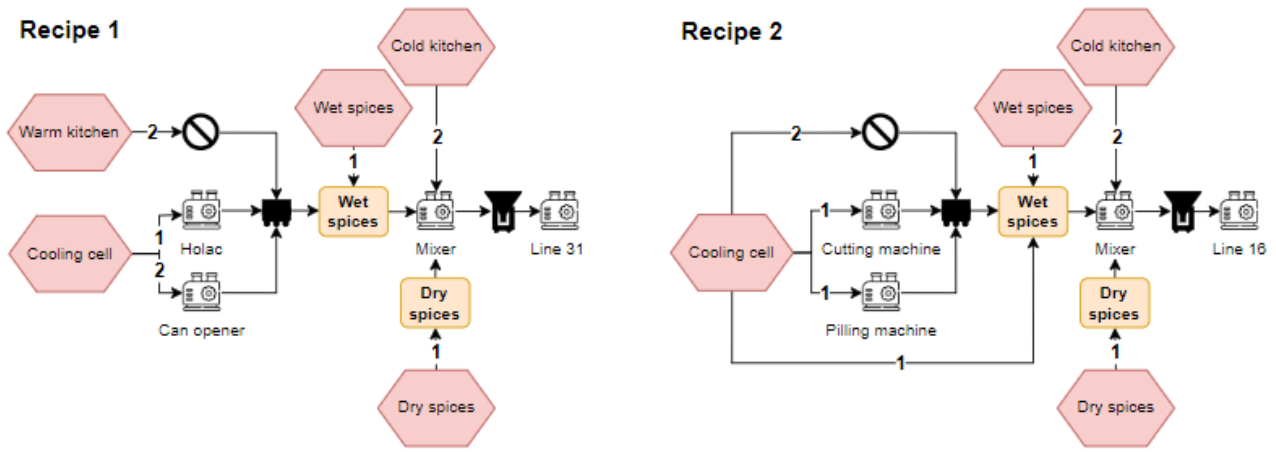 Recipe 1
Cold kitchen
Wet spices
Warm kitchen
2
1
2
Wet
spices
Cooling cell
1
2
Holac
Can opener
Mixer
Line 31
Dry
spices
1
Dry spices
Recipe 2
Cold kitchen
Wet spices
2
1
2
Cooling cell
1
1
Cutting machine
Pilling machine
Wet
spices
Mixer
Line 16
Dry
spices
1
1
Dry spices